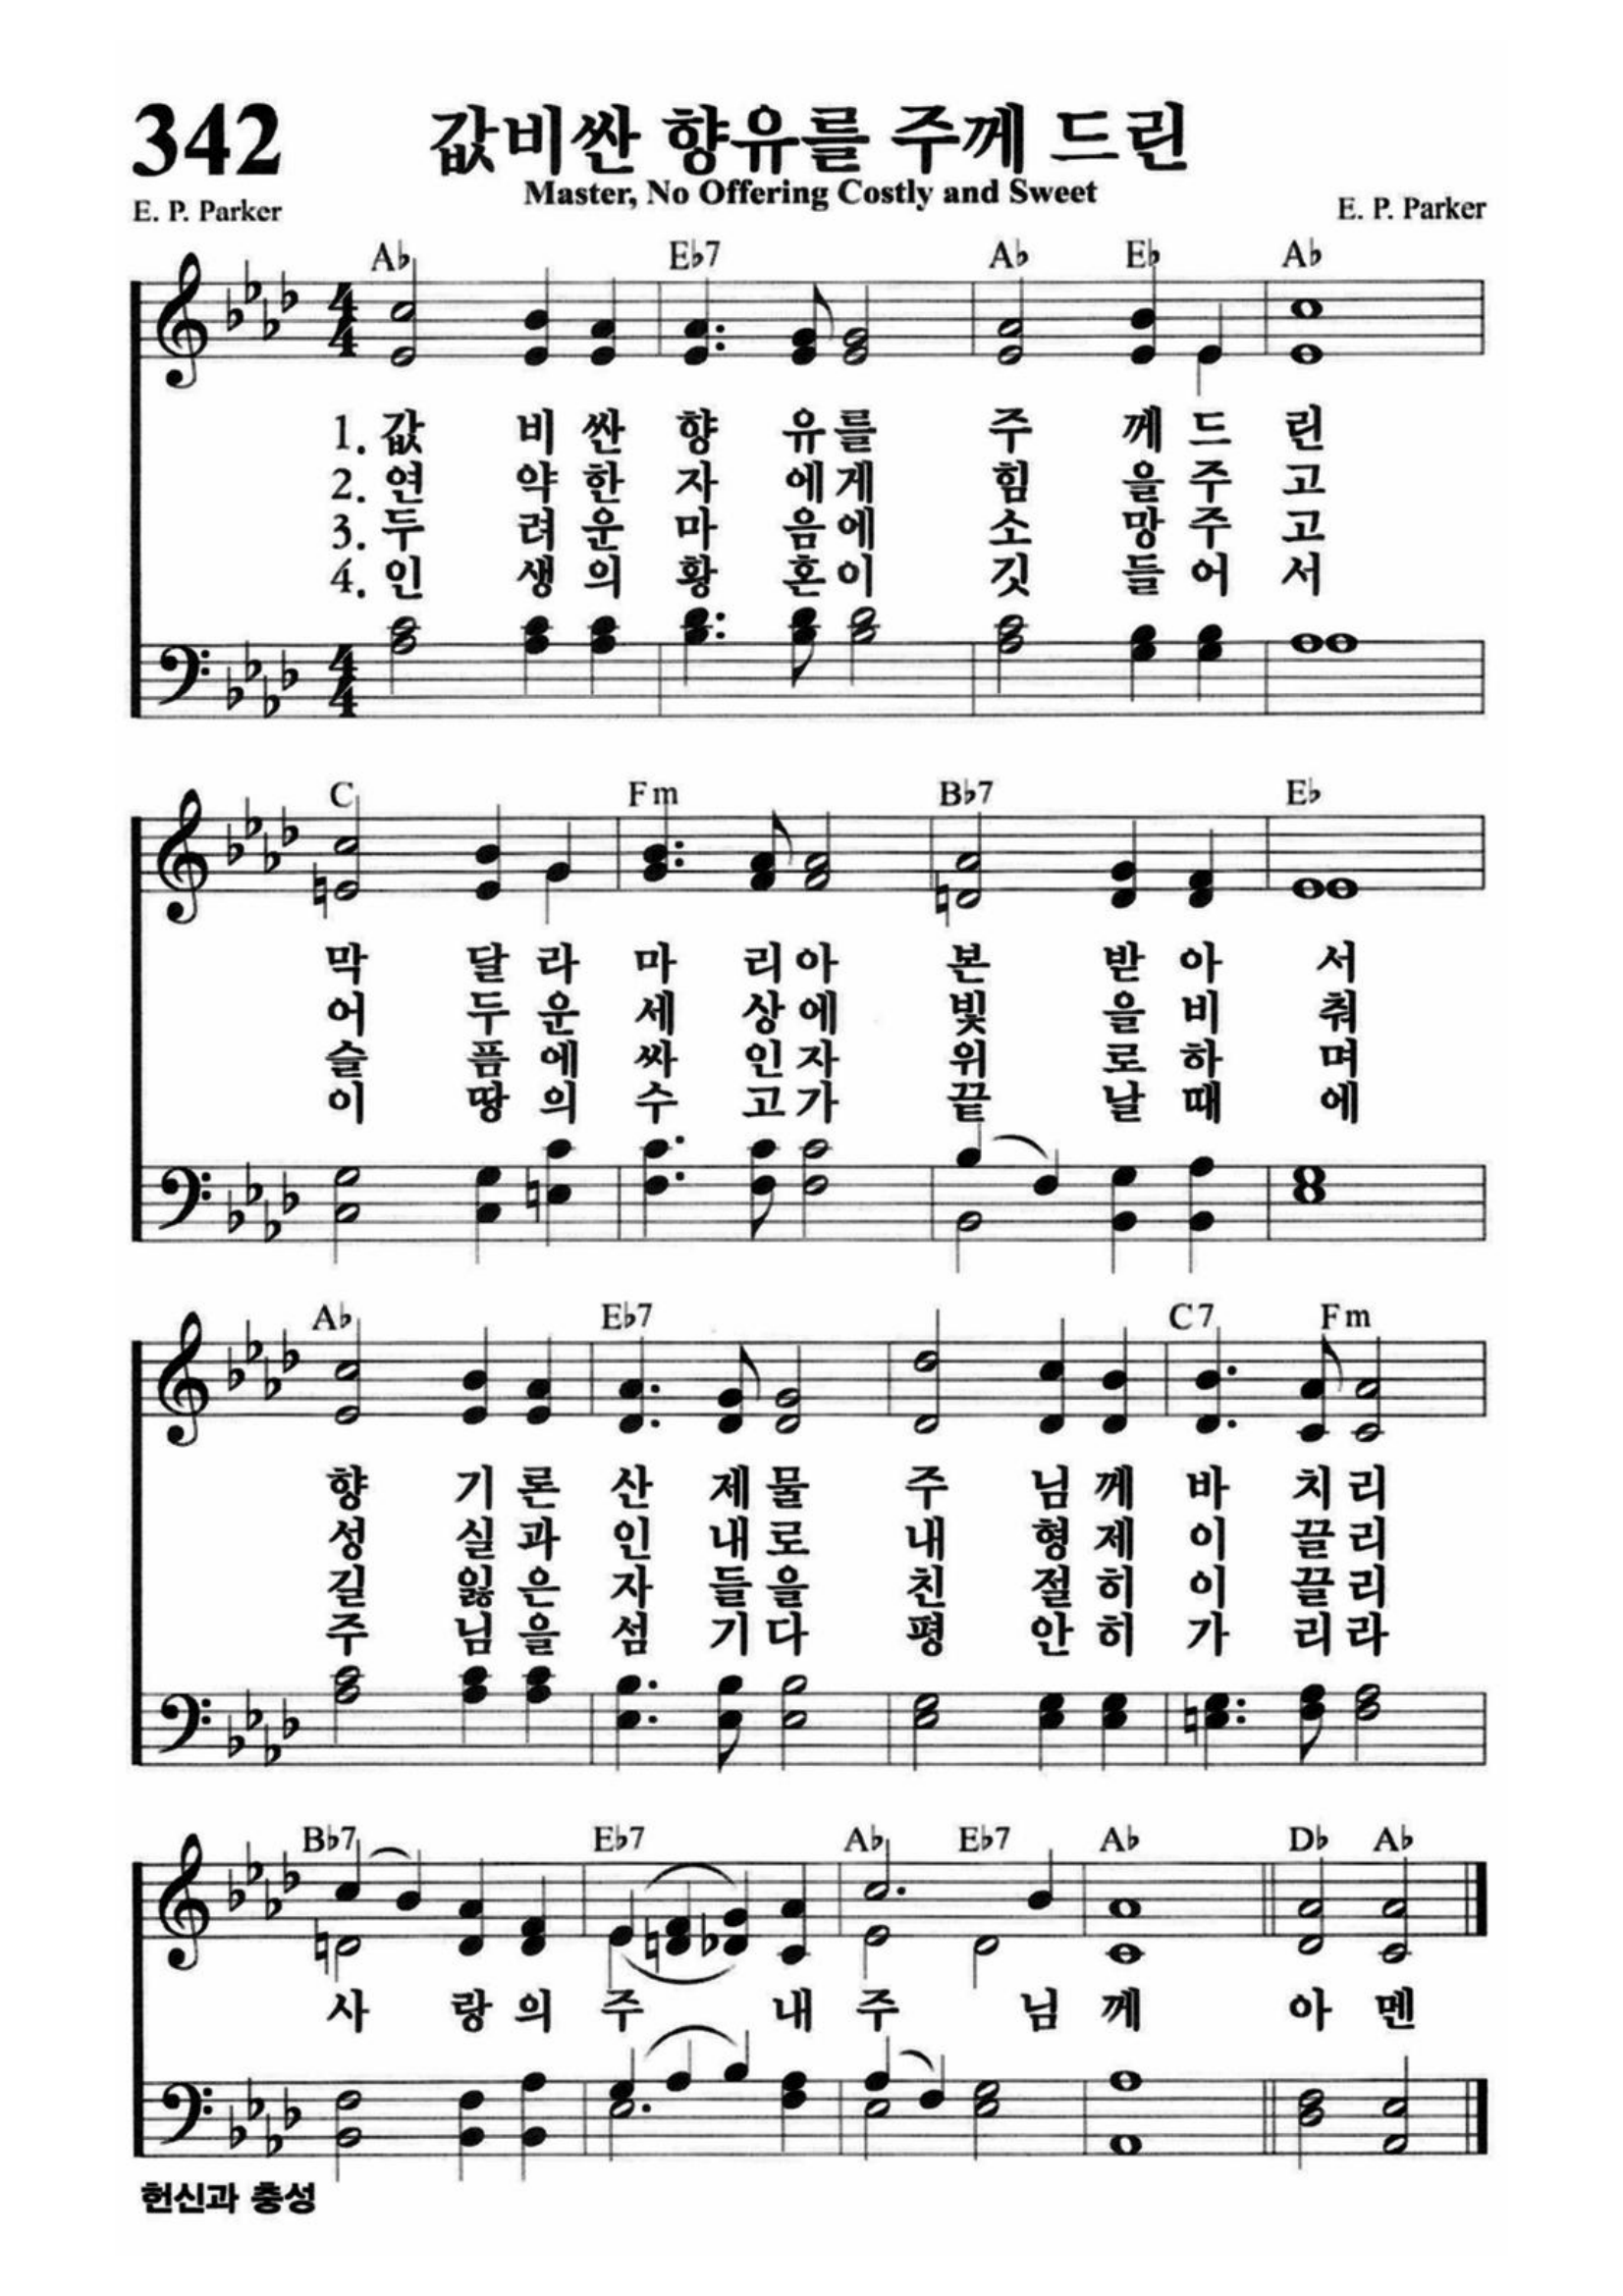 342 값비싼 향유를 주께 드린
Master, No Offering Costly and Sweet
E. P. Parker E. P. Parker
A♭ E♭7 A♭ E♭ A♭
4/4
1. 값 비 싼 향 유 를 주 께 드 린
2. 연 약 한 자 에 게 힘 을 주 고
3. 두 려 운 마 음 에 소 망 주 고
4. 인 생 의 황 혼 이 깃 들 어 서
4/4
C Fm B♭7 E♭
막 달 라 마 리 아 본 받 아 서
어 두 운 세 상 에 빛 을 비 춰
슬 픔 에 싸 인 자 위 로 하 며
이 땅 의 수 고 가 끝 날 때 에
A♭ E♭7 C7 Fm
향 기 론 산 제 물 주 님 께 바 치 리
성 실 과 인 내 로 내 형 제 이 끌 리
길 잃 은 자 들 을 친 절 히 이 끌 리
주 님 을 섬 기 다 평 안 히 가 리 라
B♭7 E♭7 A♭ E♭7 A♭ D♭ A♭
사 랑 의 주 내 주 님 께 아 멘
헌신과 충성